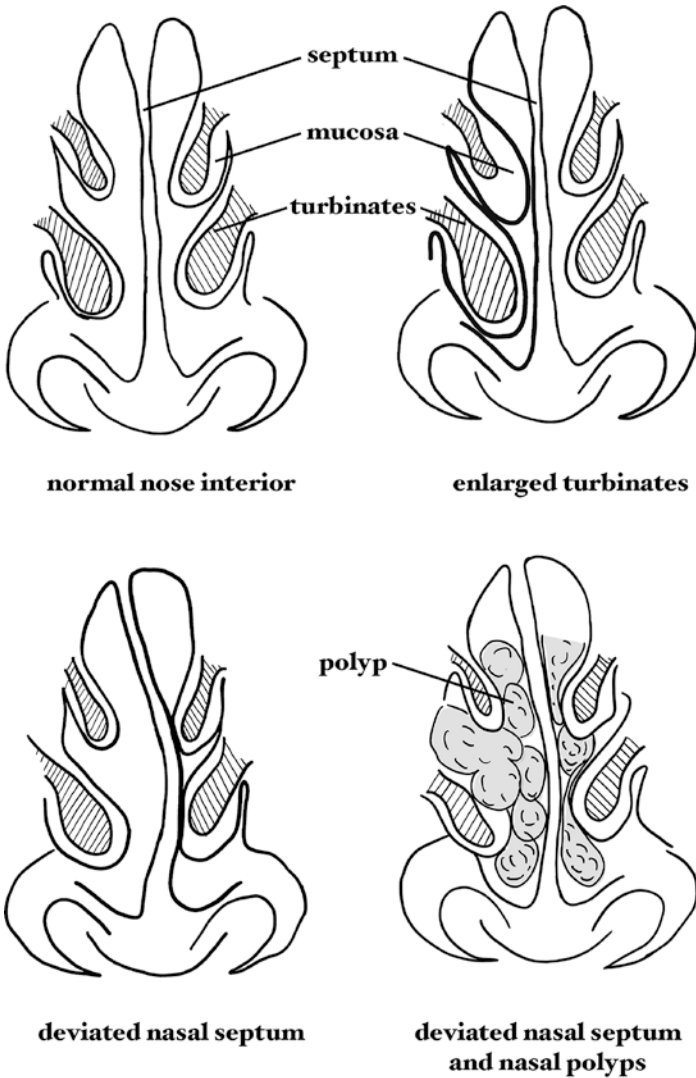 septum
mucosa
turbinates
normal nose interior
enlarged turbinates
polyp
deviated nasal septum
deviated nasal septum
and nasal polyps